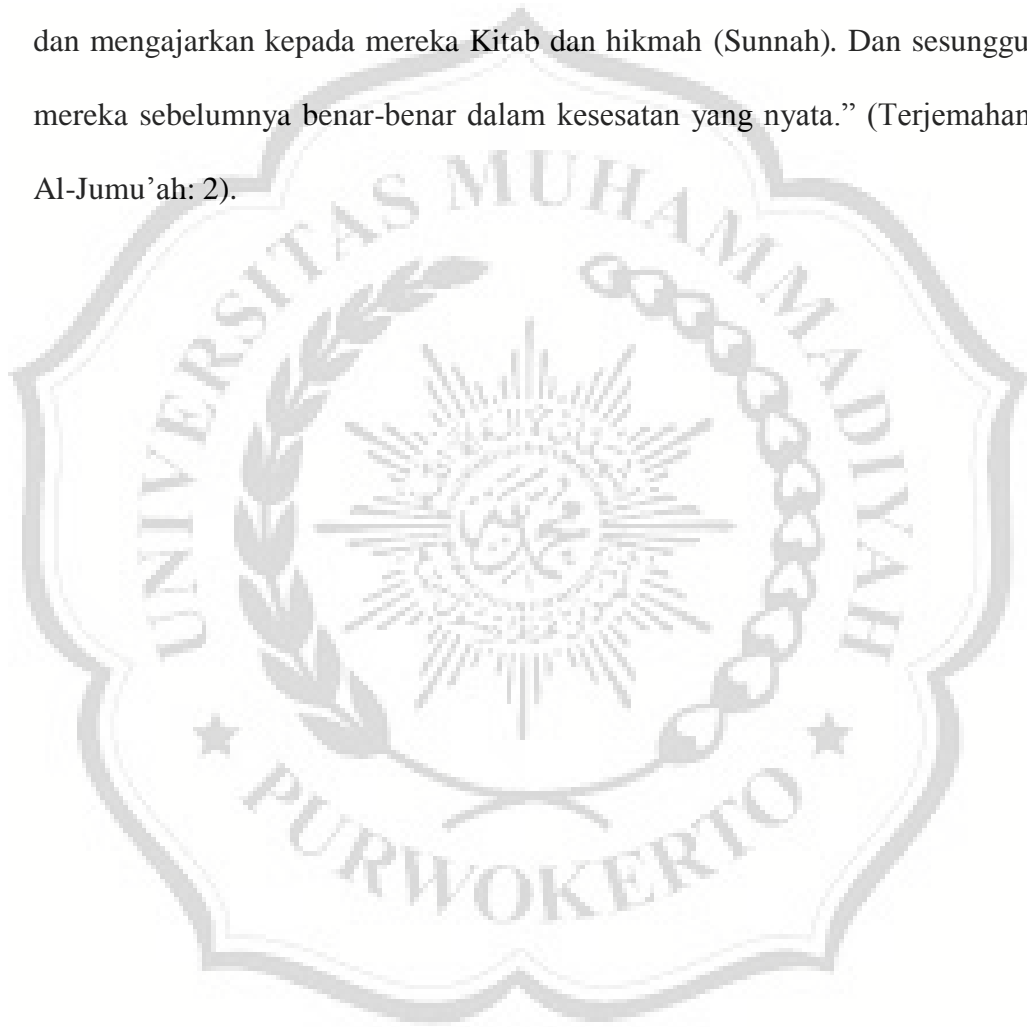 dan mengajarkan kepada mereka Kitab dan hikmah (Sunnah). Dan sesunggu
mereka sebelumnya benar-benar dalam kesesatan yang nyata.” (Terjemahan
Al-Jumu’ah: 2).
UNIVERSITAS MUHAMMADIYAH
PURWOKERTO